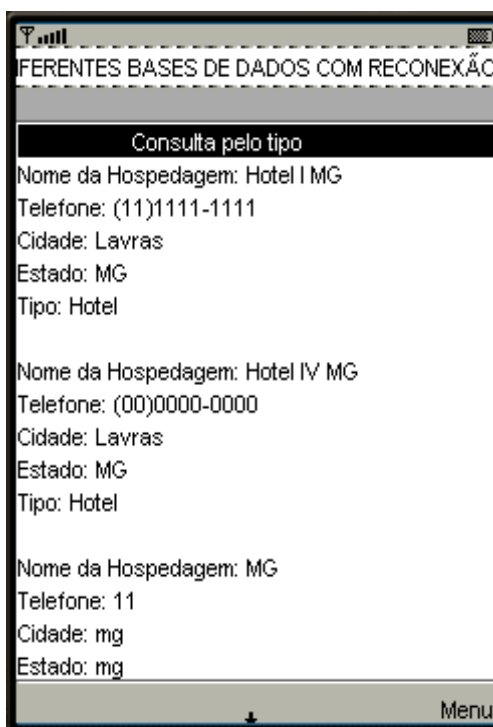 IFERENTES BASES DE DADOS COM RECONEXÃO
Consulta pelo tipo
Nome da Hospedagem: Hotel I MG
Telefone: (11)1111-1111
Cidade: Lavras
Estado: MG
Tipo: Hotel
Nome da Hospedagem: Hotel IV MG
Telefone: (00)0000-0000
Cidade: Lavras
Estado: MG
Tipo: Hotel
Nome da Hospedagem: MG
Telefone: 11
Cidade: mg
Estado: mg
Menu